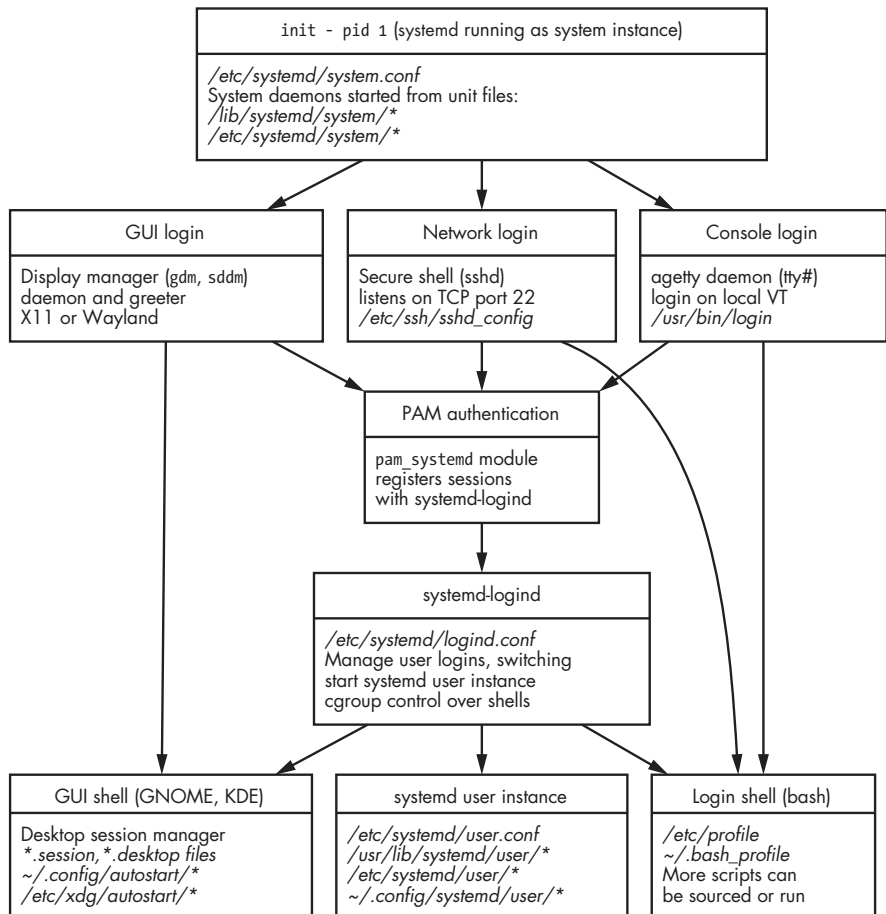 init - pid 1 (systemd running as system instance)
/etc/systemd/system.conf
System daemons started from unit files:
/lib/systemd/system/*
/etc/systemd/system/*
GUI login
Display manager (gdm, sddm)
daemon and greeter
X11 or Wayland
Network login
Secure shell (sshd)
listens on TCP port 22
/etc/ssh/sshd_config
Console login
agetty daemon (tty#)
login on local VT
/usr/bin/login
PAM authentication
pam_systemd module
registers sessions
with systemd-logind
systemd-logind
/etc/systemd/logind.conf
Manage user logins, switching
start systemd user instance
cgroup control over shells
GUI shell (GNOME, KDE)
Desktop session manager
*.session,*.desktop files
~/.config/autostart/*
/etc/xdg/autostart/*
systemd user instance
/etc/systemd/user.conf
/usr/lib/systemd/user/*
/etc/systemd/user/*
~/.config/systemd/user/*
Login shell (bash)
/etc/profile
~/.bash_profile
More scripts can
be sourced or run